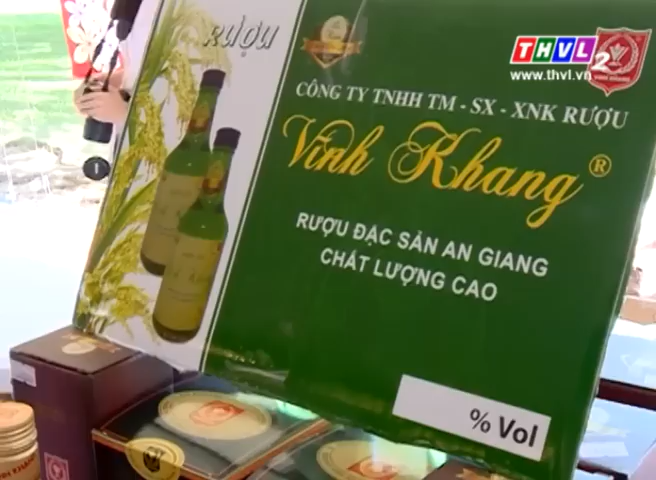 RƯỢU
THVL2
www.thvl.vn
CÔNG TY TNHH TM - SX - XNK RƯỢU
Vĩnh Khang ®
RƯỢU ĐẶC SẢN AN GIANG
CHẤT LƯỢNG CAO
% Vol